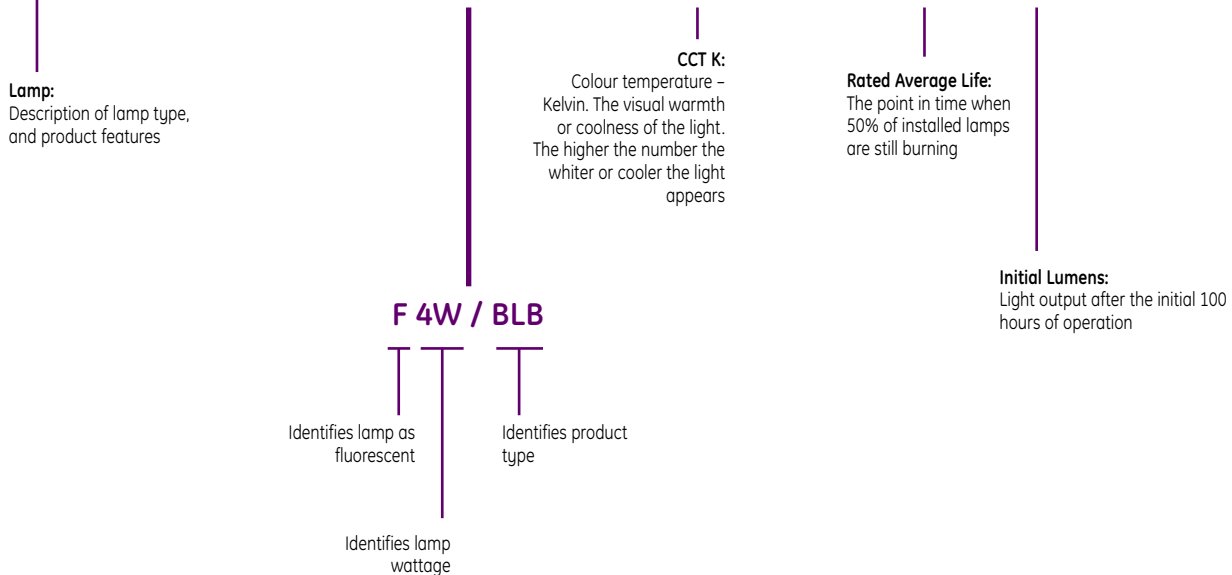 Lamp:
Description of lamp type,
and product features
CCT K:
Colour temperature –
Kelvin. The visual warmth
or coolness of the light.
The higher the number the
whiter or cooler the light
appears
Rated Average Life:
The point in time when
50% of installed lamps
are still burning
Initial Lumens:
Light output after the initial 100
hours of operation
F 4W / BLB
Identifies lamp as
fluorescent
Identifies product
type
Identifies lamp
wattage